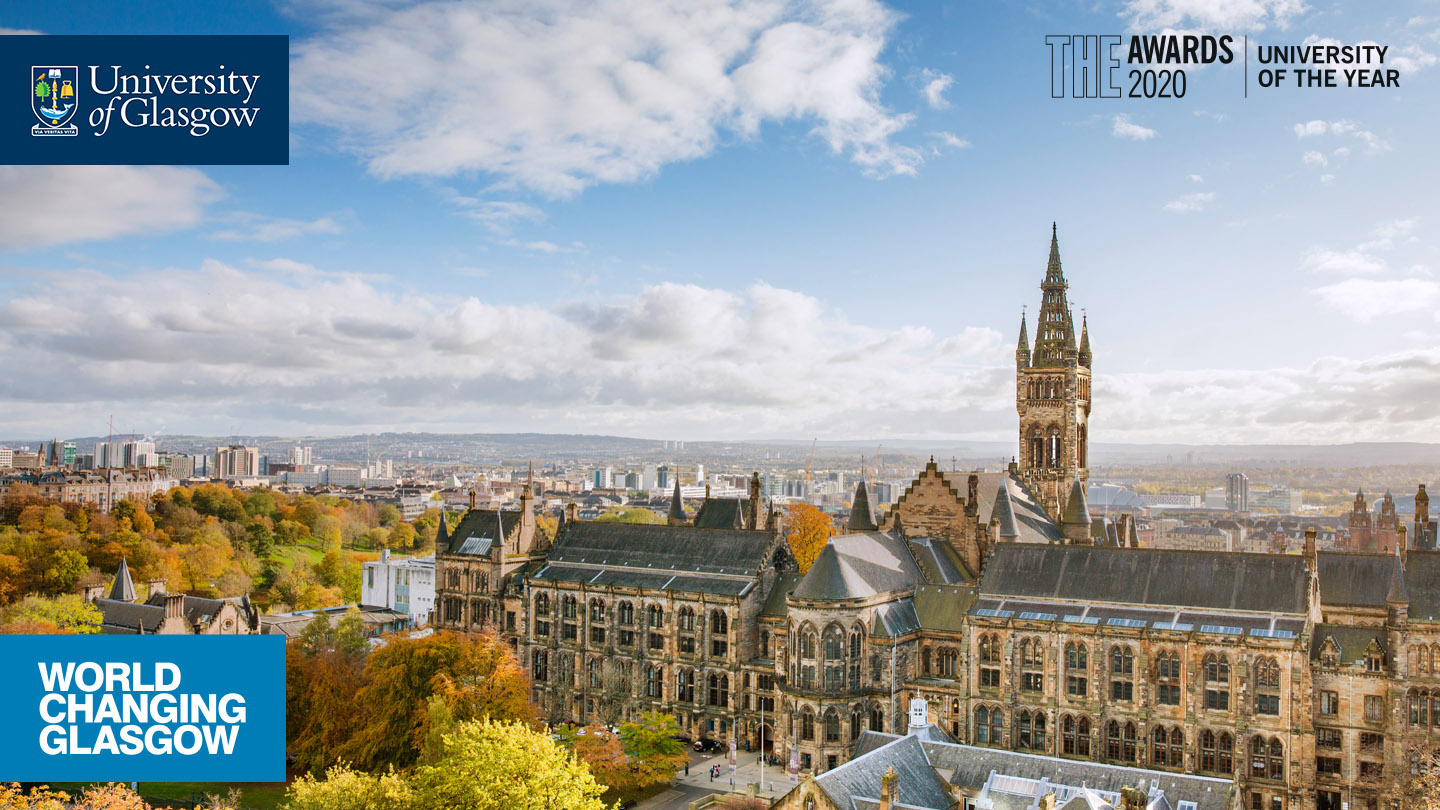 University
of Glasgow
VIA VERITAS VITA
THE AWARDS
2020
UNIVERSITY
OF THE YEAR
WORLD
CHANGING
GLASGOW